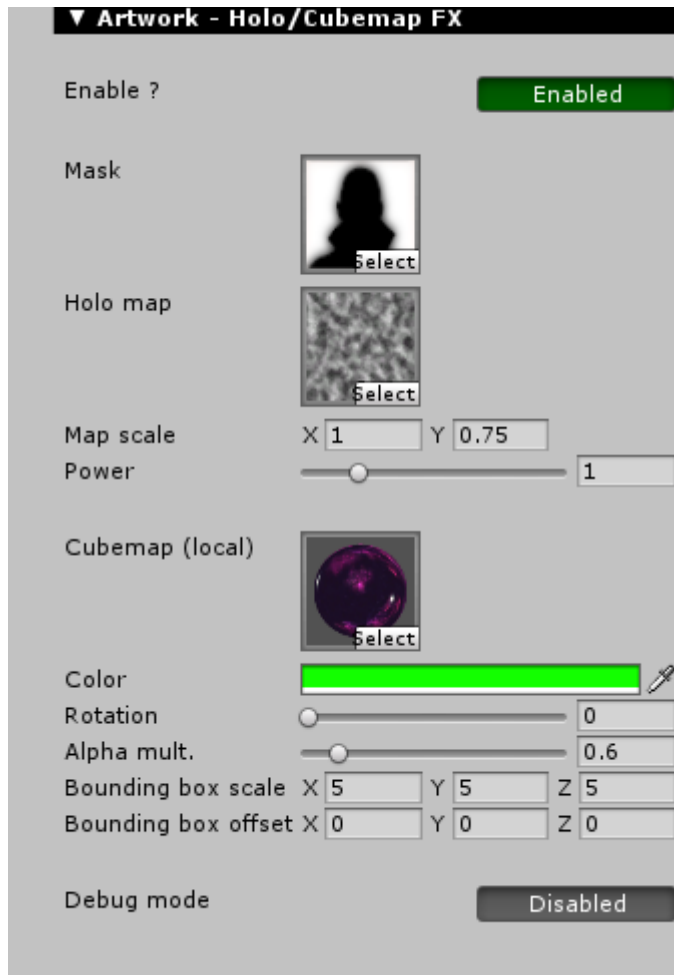 ▼ Artwork - Holo/Cubemap FX
Enable ? Enabled
Mask
Select
Holo map
Select
Map scale X 1 Y 0.75
Power 1
Cubemap (local)
Select
Color
Rotation 0
Alpha mult. 0.6
Bounding box scale X 5 Y 5 Z 5
Bounding box offset X 0 Y 0 Z 0
Debug mode Disabled